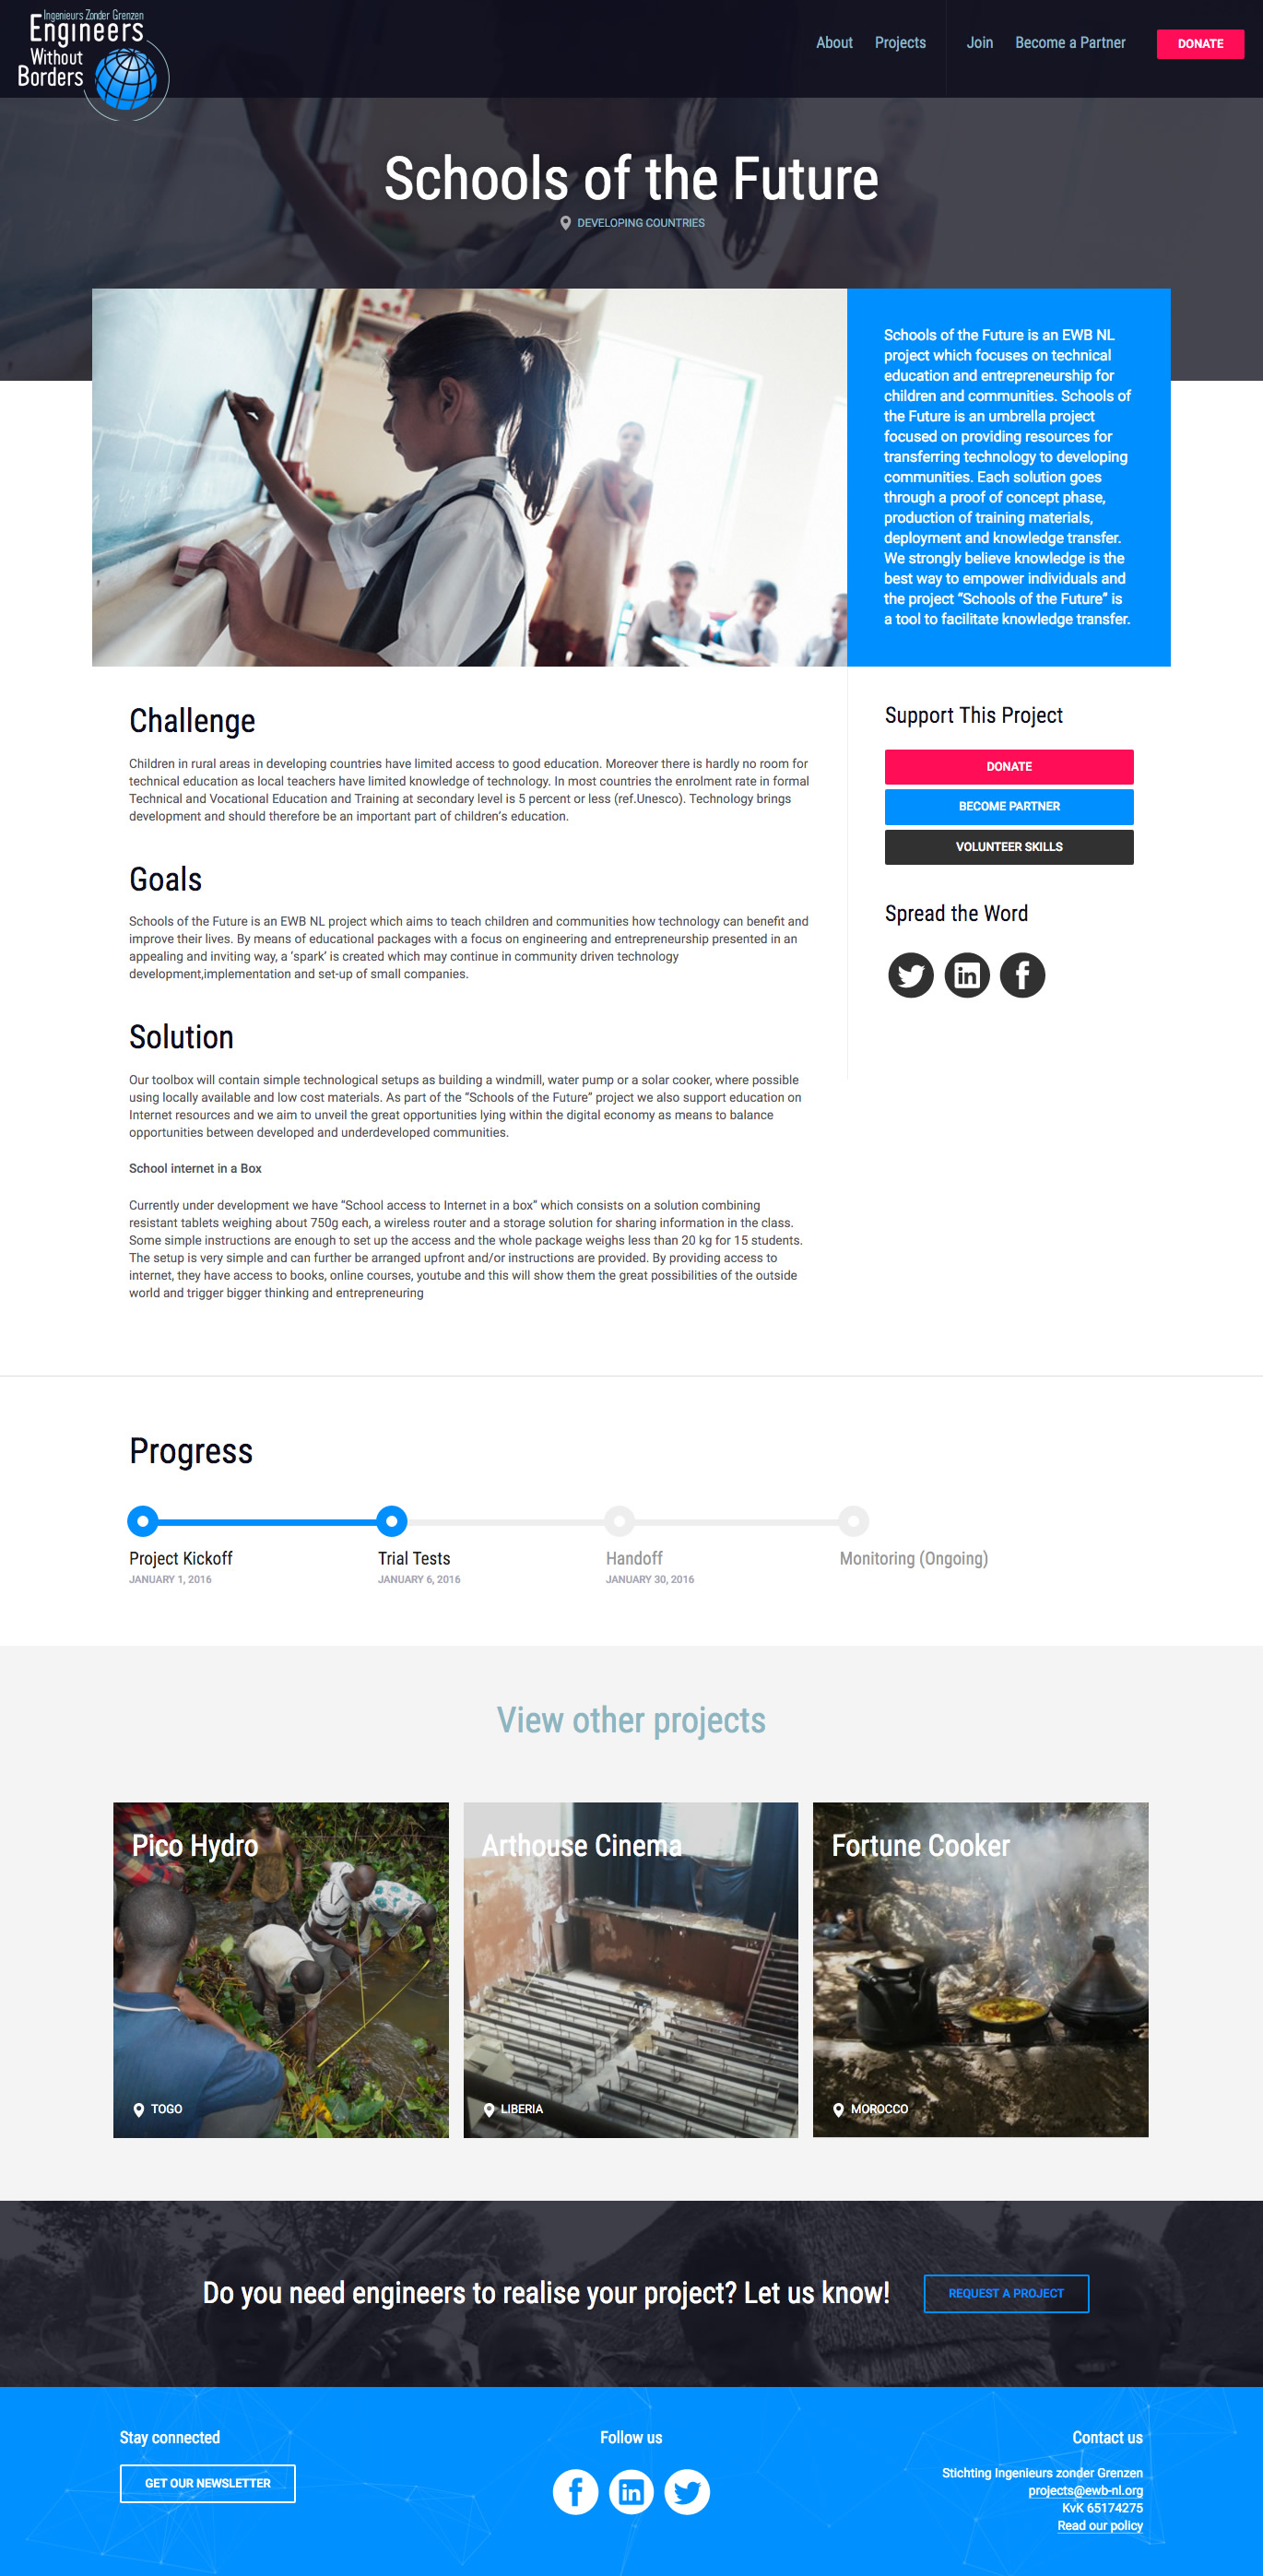 Ingenieurs Zonder Grenzen
Engineers
Without
Borders
About
Projects
Join
Become a Partner
DONATE
Schools of the Future
DEVELOPING COUNTRIES
Schools of the Future is an EWB NL
project which focuses on technical
education and entrepreneurship for
children and communities. Schools of
the Future is an umbrella project
focused on providing resources for
transferring technology to developing
communities. Each solution goes
through a proof of concept phase,
production of training materials,
deployment and knowledge transfer.
We strongly believe knowledge is the
best way to empower individuals and
the project “Schools of the Future” is
a tool to facilitate knowledge transfer.
Challenge
Children in rural areas in developing countries have limited access to good education. Moreover there is hardly no room for
technical education as local teachers have limited knowledge of technology. In most countries the enrolment rate in formal
Technical and Vocational Education and Training at secondary level is 5 percent or less (ref.Unesco). Technology brings
development and should therefore be an important part of children’s education.
Goals
Schools of the Future is an EWB NL project which aims to teach children and communities how technology can benefit and
improve their lives. By means of educational packages with a focus on engineering and entrepreneurship presented in an
appealing and inviting way, a ‘spark’ is created which may continue in community driven technology
development,implementation and set-up of small companies.
Solution
Our toolbox will contain simple technological setups as building a windmill, water pump or a solar cooker, where possible
using locally available and low cost materials. As part of the “Schools of the Future” project we also support education on
Internet resources and we aim to unveil the great opportunities lying within the digital economy as means to balance
opportunities between developed and underdeveloped communities.
School internet in a Box
Currently under development we have “School access to Internet in a box” which consists on a solution combining
resistant tablets weighing about 750g each, a wireless router and a storage solution for sharing information in the class.
Some simple instructions are enough to set up the access and the whole package weighs less than 20 kg for 15 students.
The setup is very simple and can further be arranged upfront and/or instructions are provided. By providing access to
internet, they have access to books, online courses, youtube and this will show them the great possibilities of the outside
world and trigger bigger thinking and entrepreneuring
Support This Project
DONATE
BECOME PARTNER
VOLUNTEER SKILLS
Spread the Word
Progress
Project Kickoff
JANUARY 1, 2016
Trial Tests
JANUARY 6, 2016
Handoff
JANUARY 30, 2016
Monitoring (Ongoing)
View other projects
Pico Hydro
TOGO
Arthouse Cinema
LIBERIA
Fortune Cooker
MOROCCO
Do you need engineers to realise your project? Let us know!
REQUEST A PROJECT
Stay connected
GET OUR NEWSLETTER
Follow us
Contact us
Stichting Ingenieurs zonder Grenzen
projects@ewb-nl.org
KvK 65174275
Read our policy